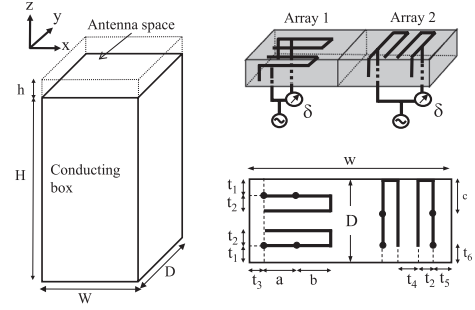 z
y
x
Antenna space
h
H
Conducting
box
D
W
Array 1
Array 2
δ
δ
W
t1
t2
t2
t1
D
c
t6
t3
a
b
t4
t2
t5